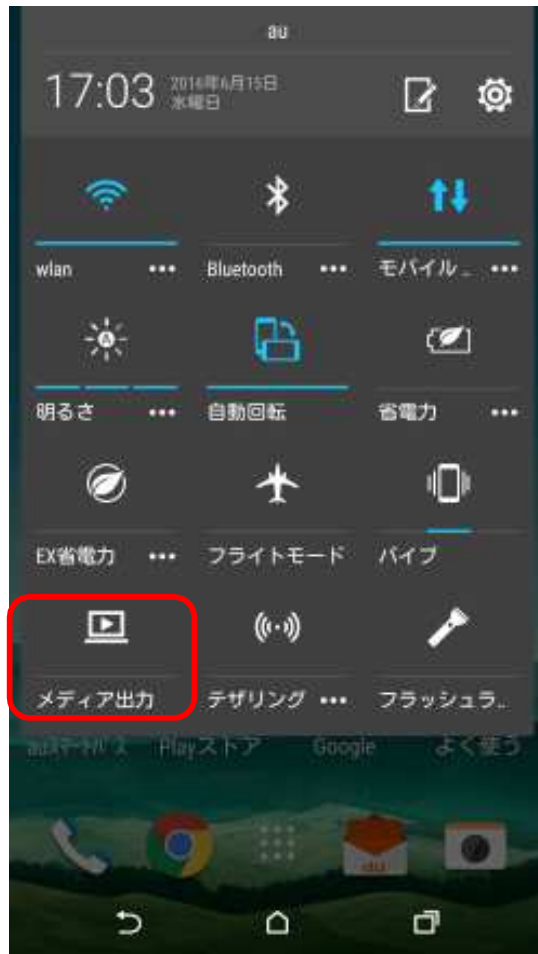 au
17:03 2016年6月15日
水曜日
wlan ••• Bluetooth ••• モバイル.. •••
A
明るさ ••• 自動回転 省電力 •••
EX省電力 ••• フライトモード バイブ
メディア出力 テザリング ••• フラッシュラ..
Playストア Google よく使う
au